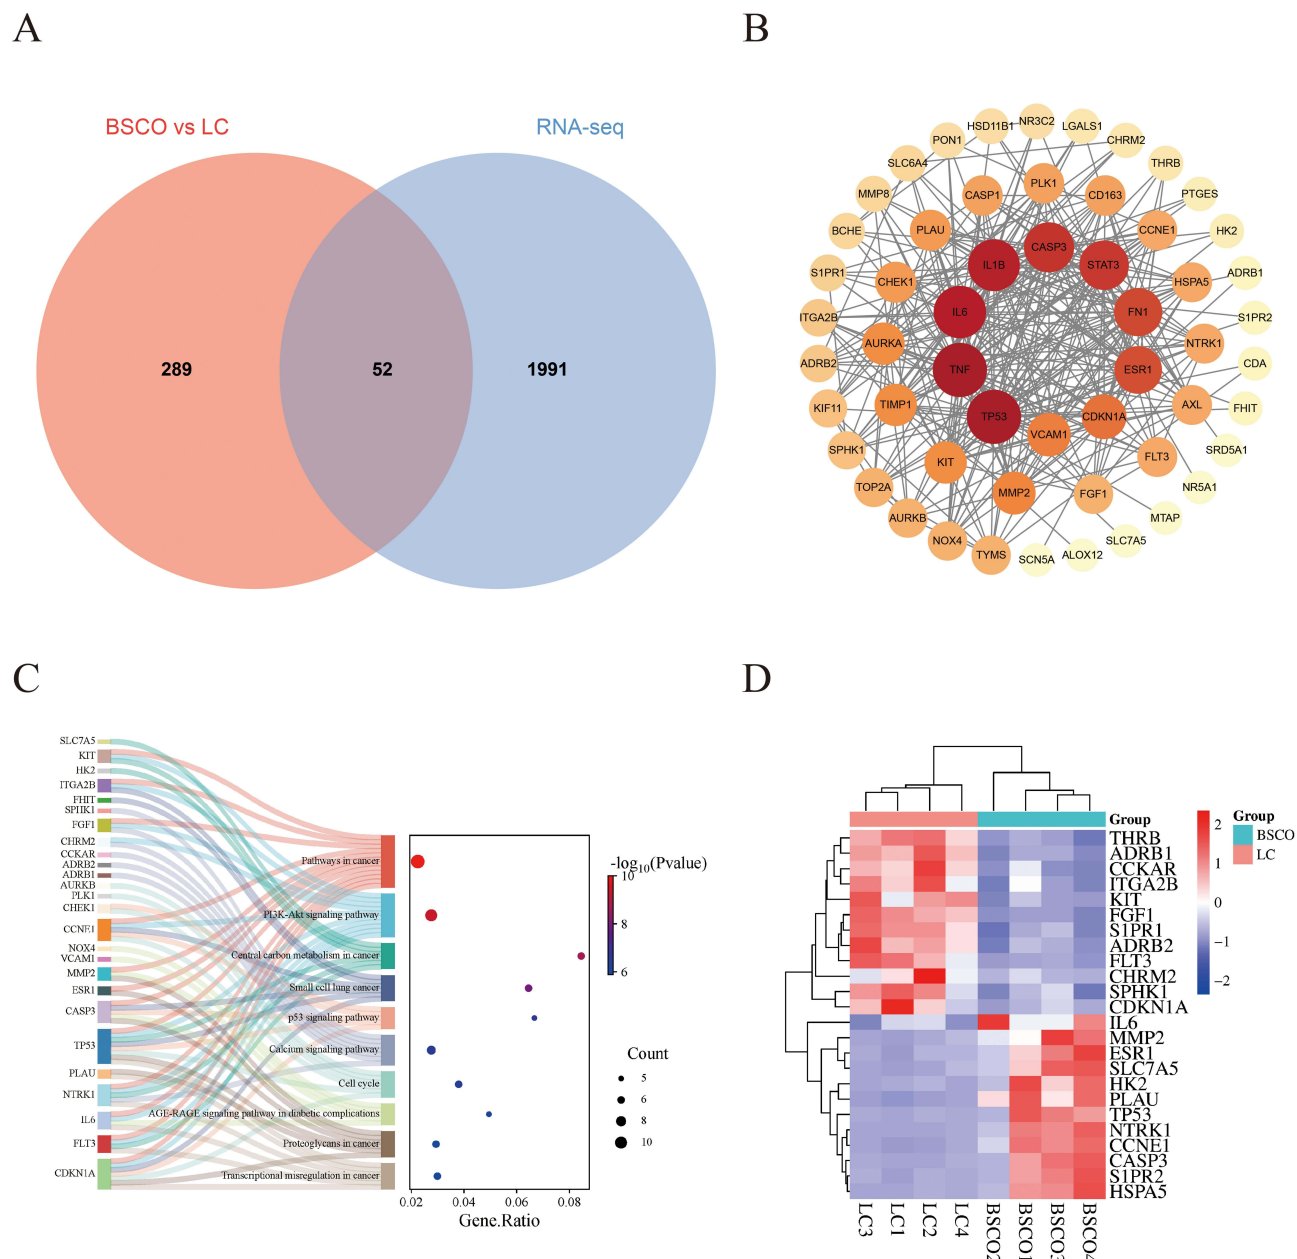 A
B
BSCO vs LC
RNA-seq
289
52
1991
HSD11B1
NR3C2
LGALS1
PON1
CHRM2
SLC6A4
THRB
MMP8
CASP1
PLK1
CD163
PTGES
BCHE
PLAU
CCNE1
HK2
CASP3
IL1B
STAT3
S1PR1
CHEK1
HSPA5
ADRB1
ITGA2B
IL6
FN1
S1PR2
AURKA
NTRK1
ADRB2
TNF
ESR1
CDA
KIF11
TIMP1
TP53
CDKN1A
AXL
FHIT
VCAM1
SPHK1
KIT
FLT3
SRD5A1
TOP2A
MMP2
FGF1
NR5A1
AURKB
MTAP
NOX4
TYMS
SCN5A
ALOX12
SLC7A5
C
D
SLC7A5
KIT
HK2
ITGA2B
FHIT
SPHK1
FGF1
CHRM2
CCKAR
ADRB2
ADRB1
AURKB
PLK1
CHEK1
CCNE1
NOX4
VCAM1
MMP2
ESR1
CASP3
TP53
PLAU
NTRK1
IL6
FLT3
CDKN1A
Pathways in cancer
PI3K-Akt signaling pathway
Central carbon metabolism in cancer
Small cell lung cancer
p53 signaling pathway
Calcium signaling pathway
Cell cycle
AGE-RAGE signaling pathway in diabetic complications
Proteoglycans in cancer
Transcriptional misregulation in cancer
0.02 0.04 0.06 0.08
Gene.Ratio
-log10(Pvalue)
10
8
6
Count
5
6
8
10
Group
THRB
ADRB1
CCKAR
ITGA2B
KIT
FGF1
S1PR1
ADRB2
FLT3
CHRM2
SPHK1
CDKN1A
IL6
MMP2
ESR1
SLC7A5
HK2
PLAU
TP53
NTRK1
CCNE1
CASP3
S1PR2
HSPA5
LC3 LC1 LC2 LC4 BSCO2 BSCO1 BSCO3 BSCO4
2
1
0
−1
−2
Group
BSCO
LC